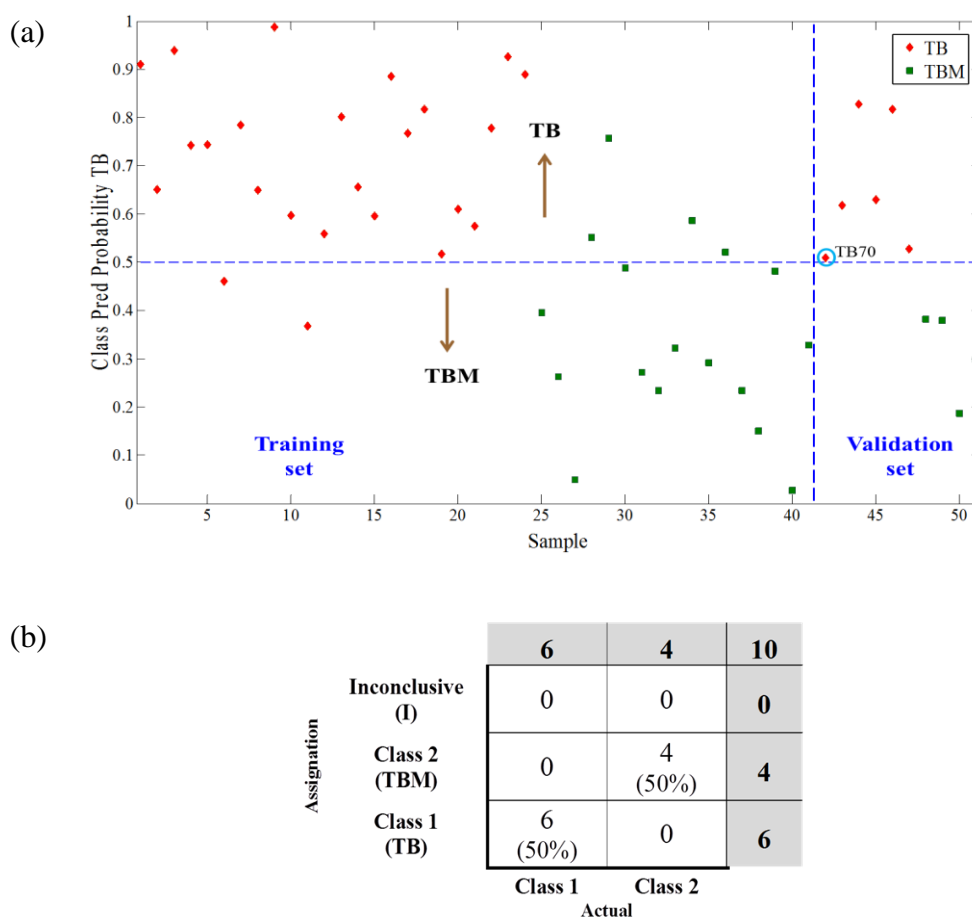 (a)
1
0.9
0.8
0.7
0.6
0.5
0.4
0.3
0.2
0.1
0
Class Pred Probability TB
TB
TBM
TB
TB70
TBM
Training
set
Validation
set
5 10 15 20 25 30 35 40 45 50
Sample
(b)
6 4 10
Inconclusive
(I)
0 0 0
Class 2
(TBM)
0 4
(50%) 4
Class 1
(TB)
6
(50%) 0 6
Assignation
Class 1 Class 2
Actual